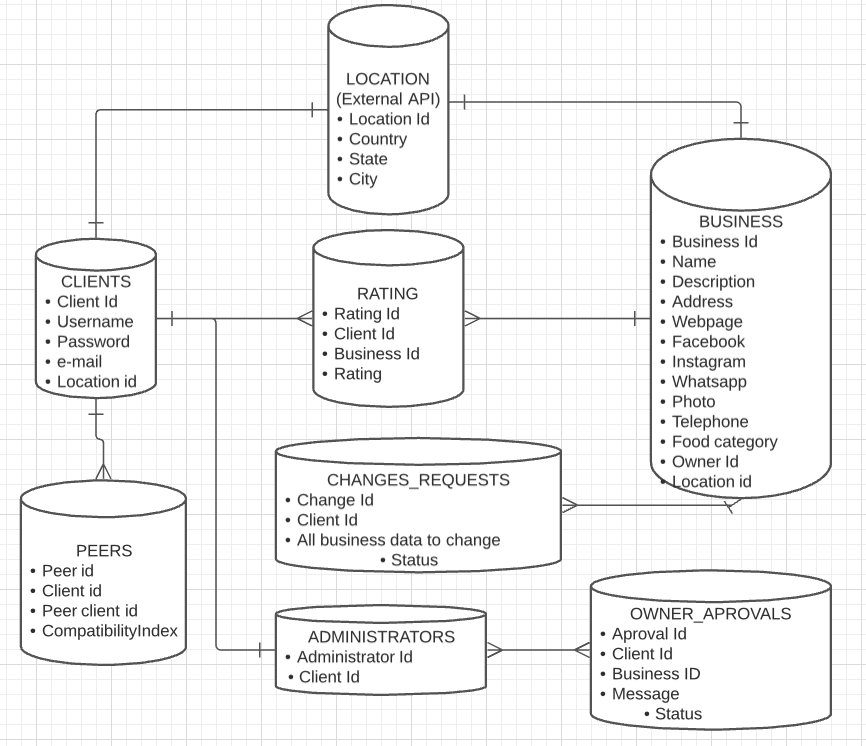 LOCATION
(External API)
• Location Id
• Country
• State
• City
BUSINESS
• Business Id
• Name
• Description
• Address
• Webpage
• Facebook
• Instagram
• Whatsapp
• Photo
• Telephone
• Food category
• Owner Id
• Location id
CLIENTS
• Client Id
• Username
• Password
• e-mail
• Location id
RATING
• Rating Id
• Client Id
• Business Id
• Rating
CHANGES_REQUESTS
• Change Id
• Client Id
• All business data to change
• Status
PEERS
• Peer id
• Client id
• Peer client id
• CompatibilityIndex
ADMINISTRATORS
• Administrator Id
• Client Id
OWNER_APROVALS
• Aproval Id
• Client Id
• Business ID
• Message
• Status